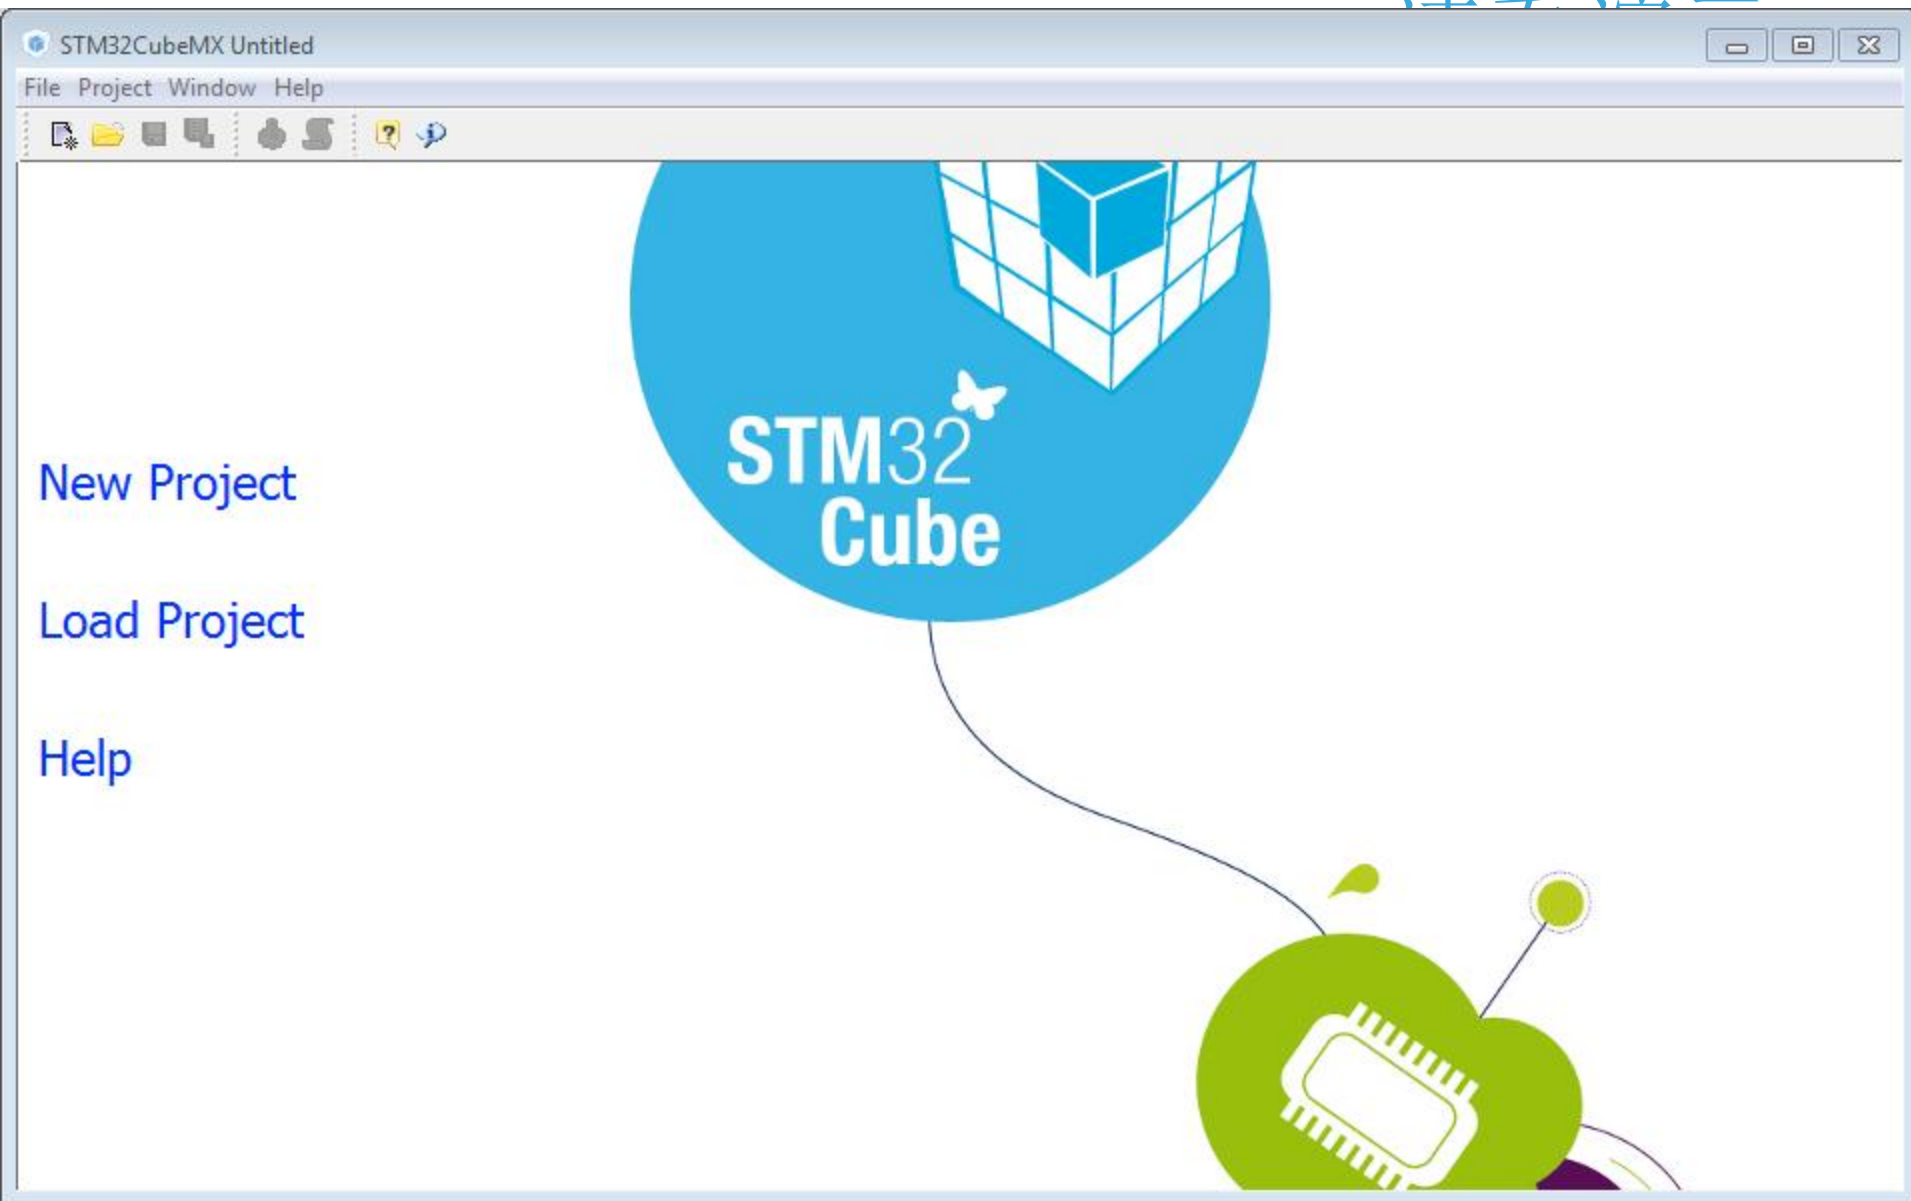 STM32CubeMX Untitled
File Project Window Help
STM32
Cube
New Project
Load Project
Help